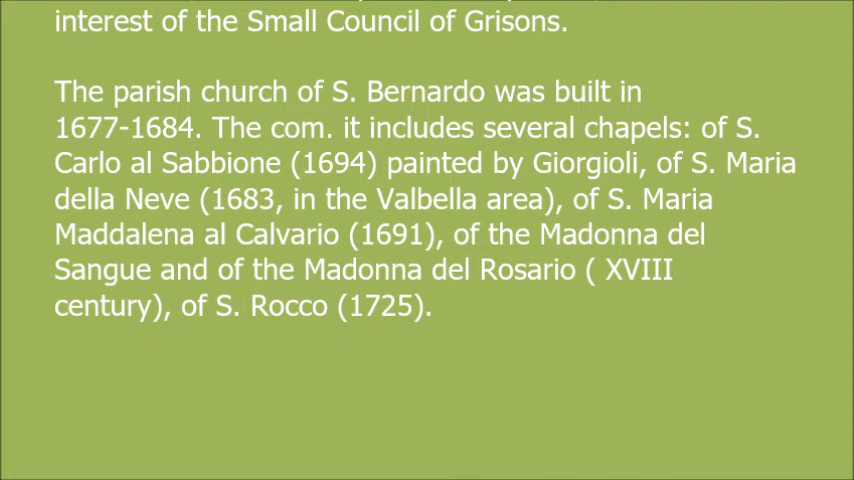 interest of the Small Council of Grisons.
The parish church of S. Bernardo was built in
1677-1684. The com. it includes several chapels: of S.
Carlo al Sabbione (1694) painted by Giorgioli, of S. Maria
della Neve (1683, in the Valbella area), of S. Maria
Maddalena al Calvario (1691), of the Madonna del
Sangue and of the Madonna del Rosario ( XVIII
century), of S. Rocco (1725).